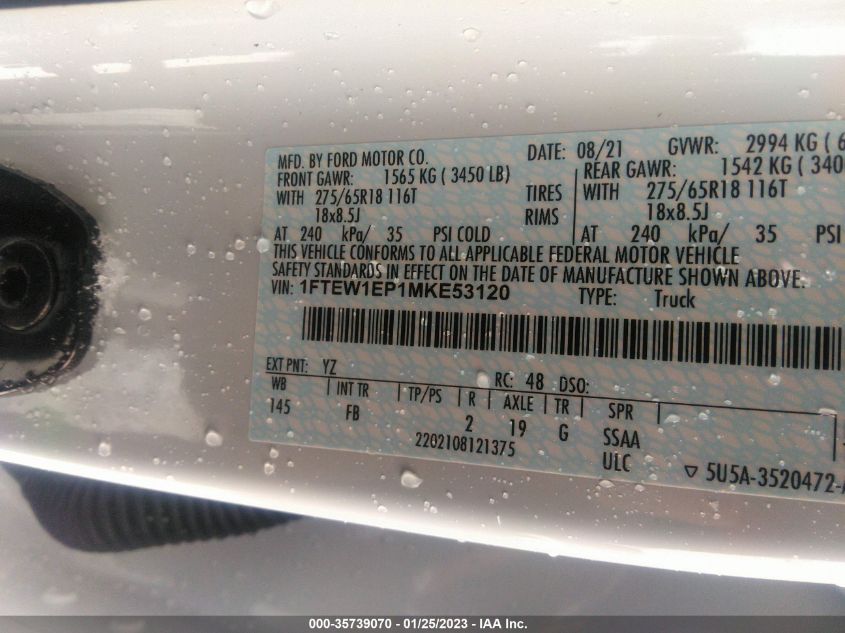 MFD. BY FORD MOTOR CO. DATE: 08/21 GVWR: 2994 KG ( 6
FRONT GAWR: 1565 KG ( 3450 LB) REAR GAWR: 1542 KG ( 340
WITH 275/65R18 116T TIRES WITH 275/65R18 116T
18x8.5J RIMS 18x8.5J
AT 240 kPa/ 35 PSI COLD AT 240 kPa/ 35 PSI
THIS VEHICLE CONFORMS TO ALL APPLICABLE FEDERAL MOTOR VEHICLE
SAFETY STANDARDS IN EFFECT ON THE DATE OF MANUFACTURE SHOWN ABOVE.
VIN: 1FTEW1EP1MKE53120 TYPE: Truck
EXT PNT: YZ RC: 48 DSO:
WB INT TR TP/PS R AXLE TR SPR
145 FB 2 19 G SSAA
2202108121375 ULC
5U5A-3520472-A
000-35739070 - 01/25/2023 - IAA Inc.